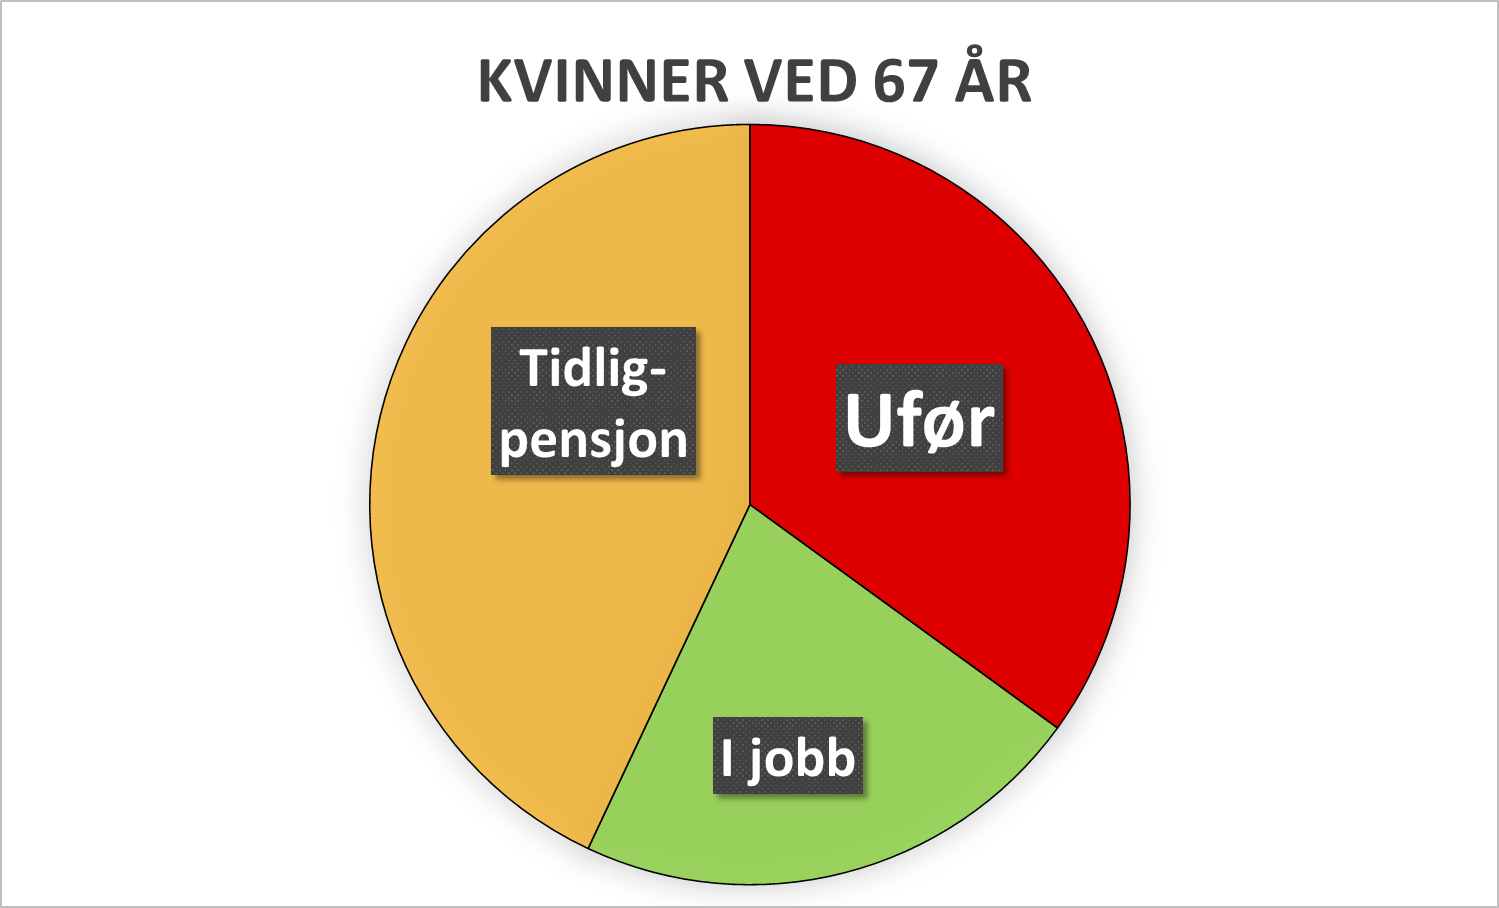 KVINNER VED 67 ÅR
Tidlig-
pensjon
Ufør
I jobb